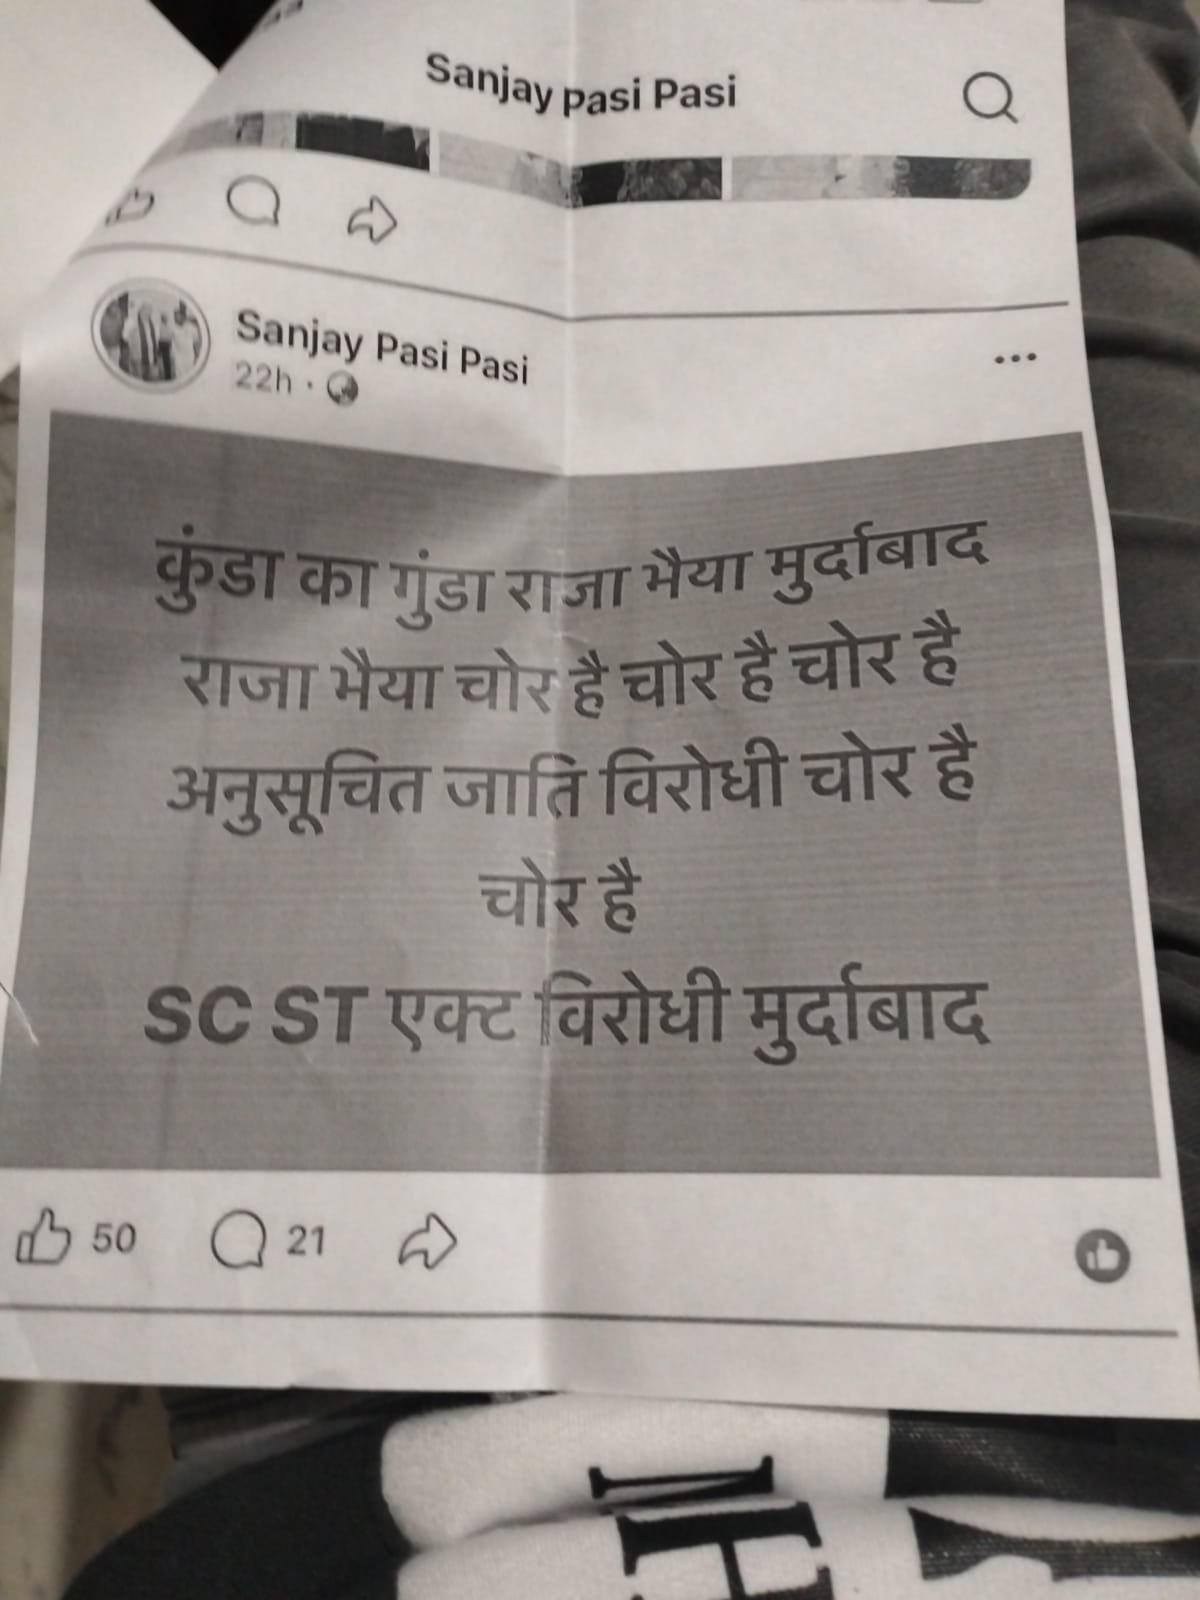 Sanjay pasi Pasi
Sanjay Pasi Pasi
22h ·
कुंडा का गुंडा राजा भैया मुर्दाबाद
राजा भैया चोर है चोर है चोर है
अनुसूचित जाति विरोधी चोर है
चोर है
SC ST एक्ट विरोधी मुर्दाबाद
50 21